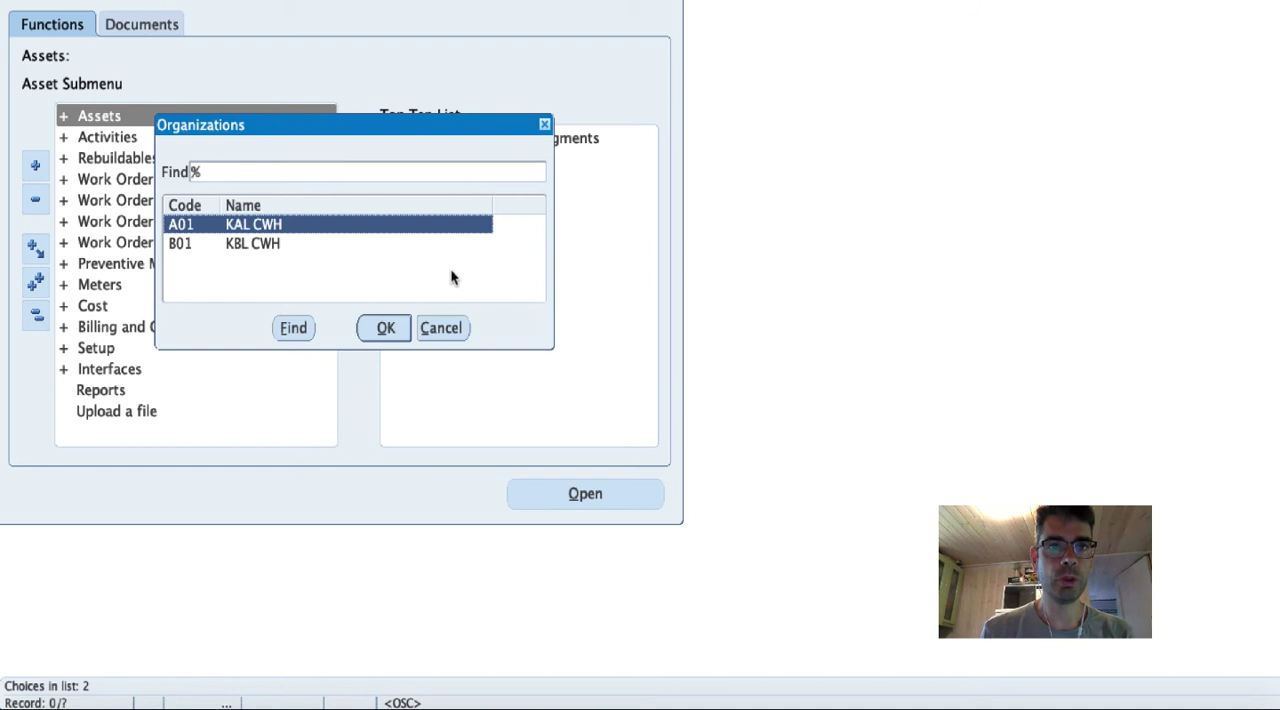 Functions
Documents
Assets:
Asset Submenu
+ Assets
+ Activities
+ Rebuildables
+ Work Order
+ Work Order
+ Work Order
+ Work Order
+ Preventive M
+ Meters
+ Cost
+ Billing and
+ Setup
+ Interfaces
Reports
Upload a file
gments
Organizations
Find %
Code Name
A01 KAL CWH
B01 KBL CWH
Find
OK
Cancel
Open
Choices in list: 2
Record: 0/? ... <OSC>